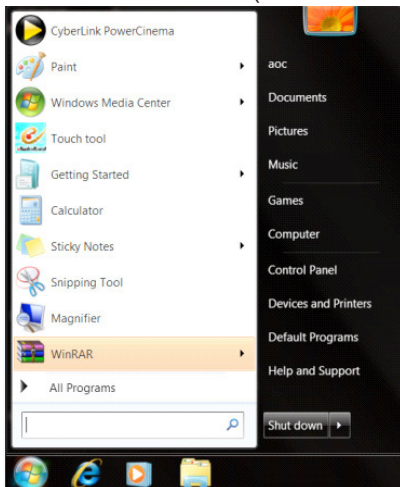 CyberLink PowerCinema
Paint
Windows Media Center
Touch tool
Getting Started
Calculator
Sticky Notes
Snipping Tool
Magnifier
WinRAR
All Programs
aoc
Documents
Pictures
Music
Games
Computer
Control Panel
Devices and Printers
Default Programs
Help and Support
Shut down